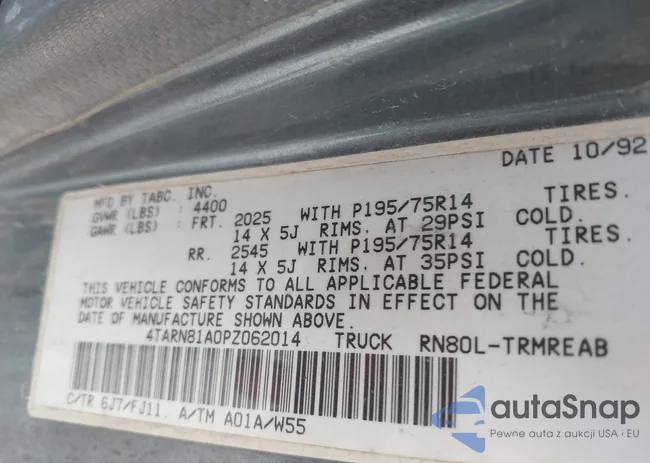 DATE 10/92
MFD BY TABC. INC.
GVWR (LBS) : 4400
GAWR (LBS) : FRT. 2025 WITH P195/75R14 TIRES.
14 X 5J RIMS. AT 29PSI COLD.
RR. 2545 WITH P195/75R14 TIRES.
14 X 5J RIMS. AT 35PSI COLD.
THIS VEHICLE CONFORMS TO ALL APPLICABLE FEDERAL
MOTOR VEHICLE SAFETY STANDARDS IN EFFECT ON THE
DATE OF MANUFACTURE SHOWN ABOVE.
4TARN81A0PZ062014 TRUCK RN80L-TRMREAB
C/TR 6J7/FJ11. A/TM A01A/W55
autaSnap
Pewne auta z aukcji USA i EU